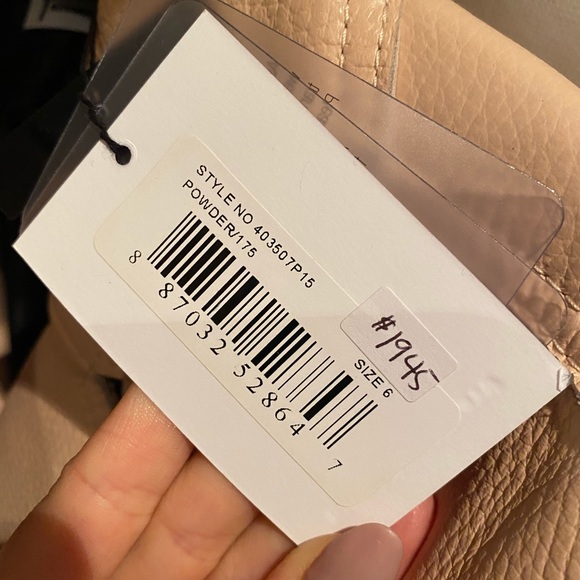 STYLE NO 403507P15
POWDER/175
SIZE 6
#1945
8 87032 52864 7